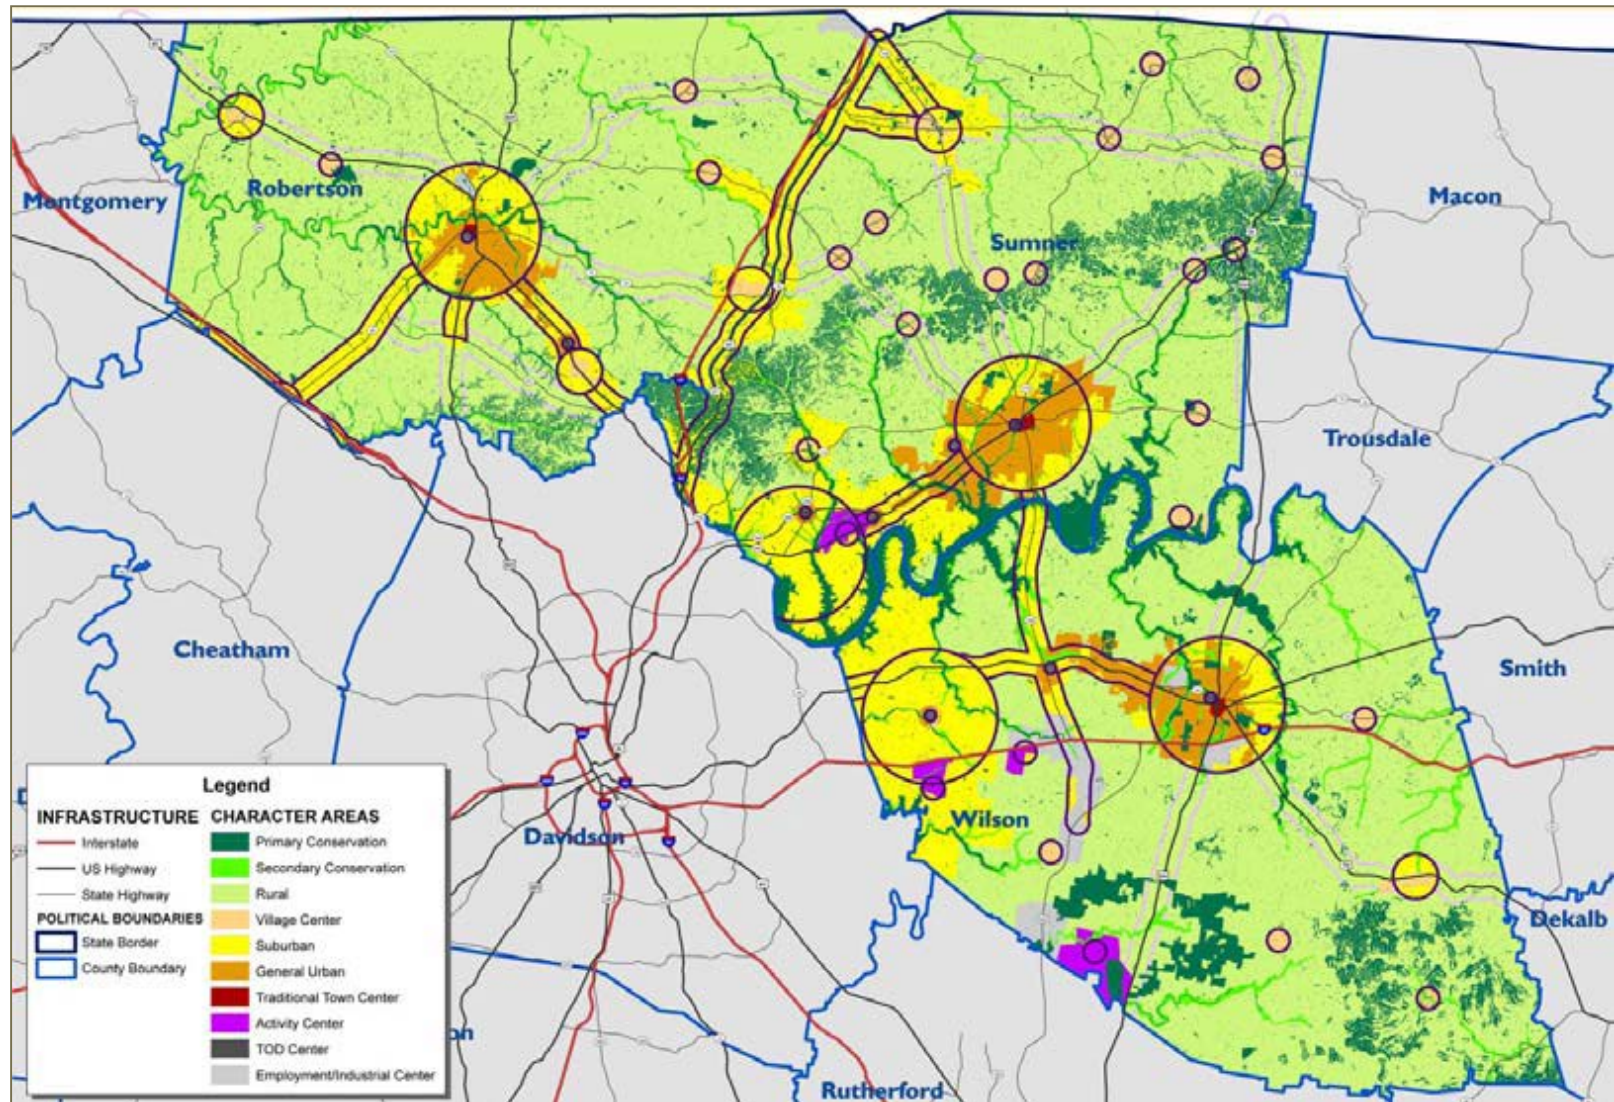 Montgomery
Robertson
Sumner
Macon
Trousdale
Cheatham
Smith
Wilson
Davidson
Dekalb
Rutherford
Legend
INFRASTRUCTURE
Interstate
US Highway
State Highway
POLITICAL BOUNDARIES
State Border
County Boundary
CHARACTER AREAS
Primary Conservation
Secondary Conservation
Rural
Village Center
Suburban
General Urban
Traditional Town Center
Activity Center
TOD Center
Employment/Industrial Center